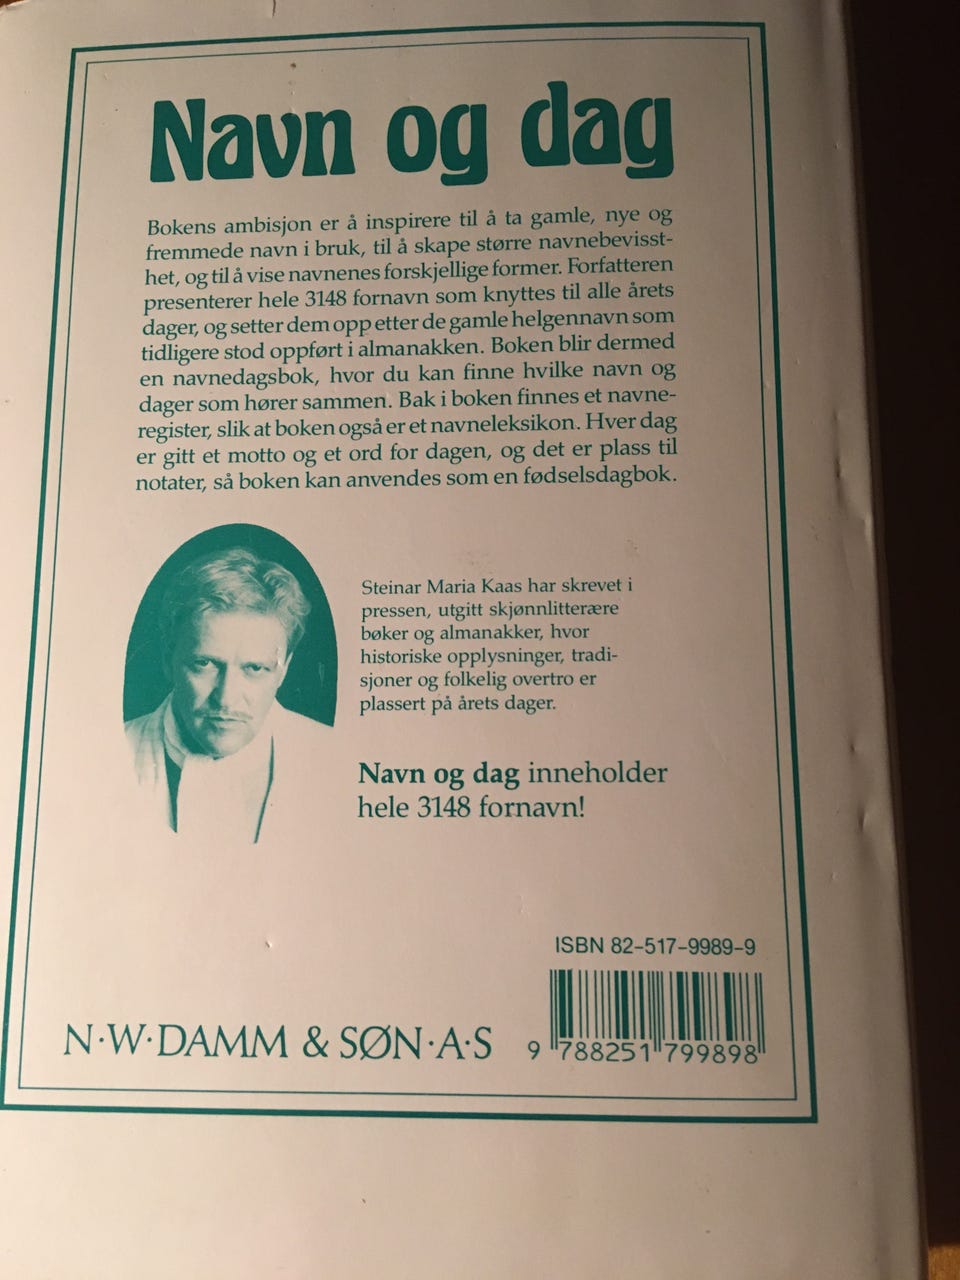 Navn og dag
Bokens ambisjon er å inspirere til å ta gamle, nye og
fremmede navn i bruk, til å skape større navnebevisst-
het, og til å vise navnenes forskjellige former. Forfatteren
presenterer hele 3148 fornavn som knyttes til alle årets
dager, og setter dem opp etter de gamle helgennavn som
tidligere stod oppført i almanakken. Boken blir dermed
en navnedagsbok, hvor du kan finne hvilke navn og
dager som hører sammen. Bak i boken finnes et navne-
register, slik at boken også er et navneleksikon. Hver dag
er gitt et motto og et ord for dagen, og det er plass til
notater, så boken kan anvendes som en fødselsdagbok.
Steinar Maria Kaas har skrevet i
pressen, utgitt skjønnlitterære
bøker og almanakker, hvor
historiske opplysninger, tradi-
sjoner og folkelig overtro er
plassert på årets dager.
Navn og dag inneholder
hele 3148 fornavn!
ISBN 82-517-9989-9
N·W·DAMM & SØN·A·S
9 788251 799898